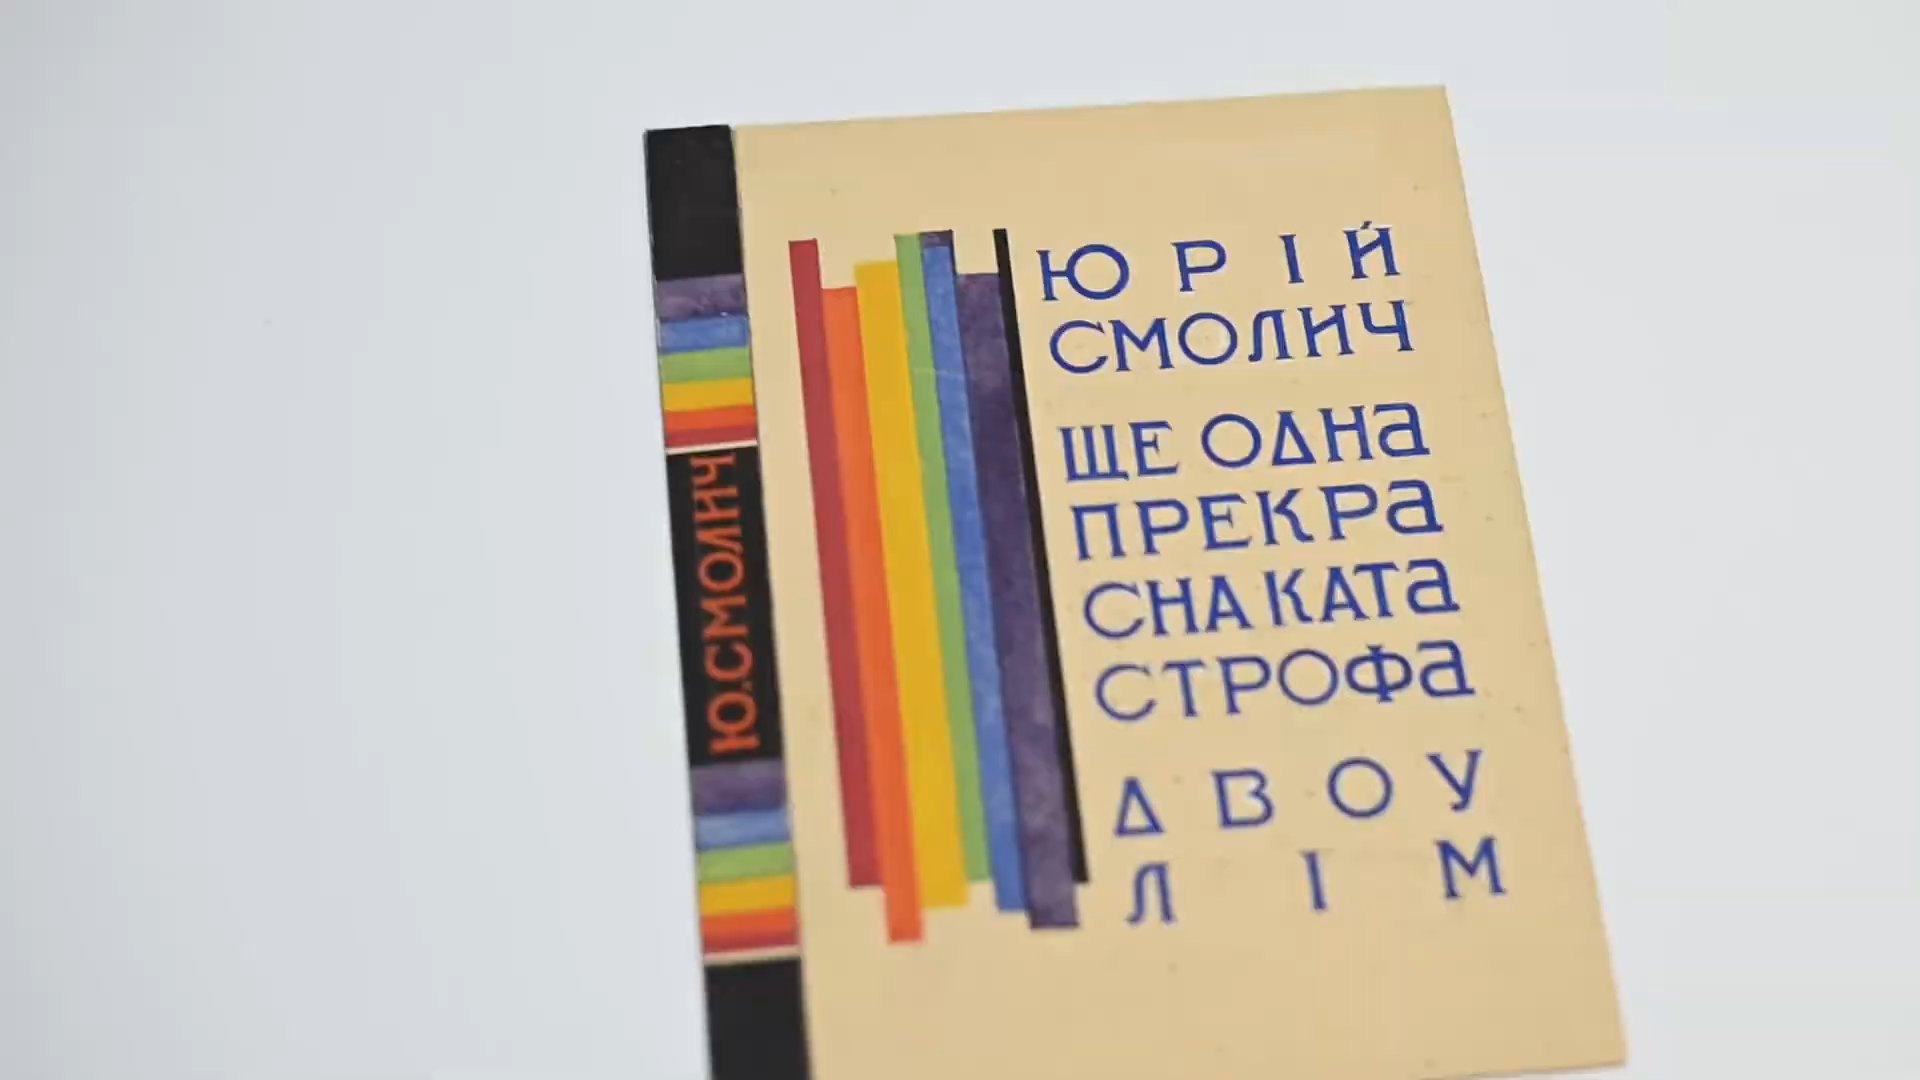 Ю.СМОЛИЧ
ЮРІЙ
СМОЛИЧ
ЩЕ ОДНА
ПРЕКРА
СНА КАТА
СТРОФА
ДВОУ
ЛІМ